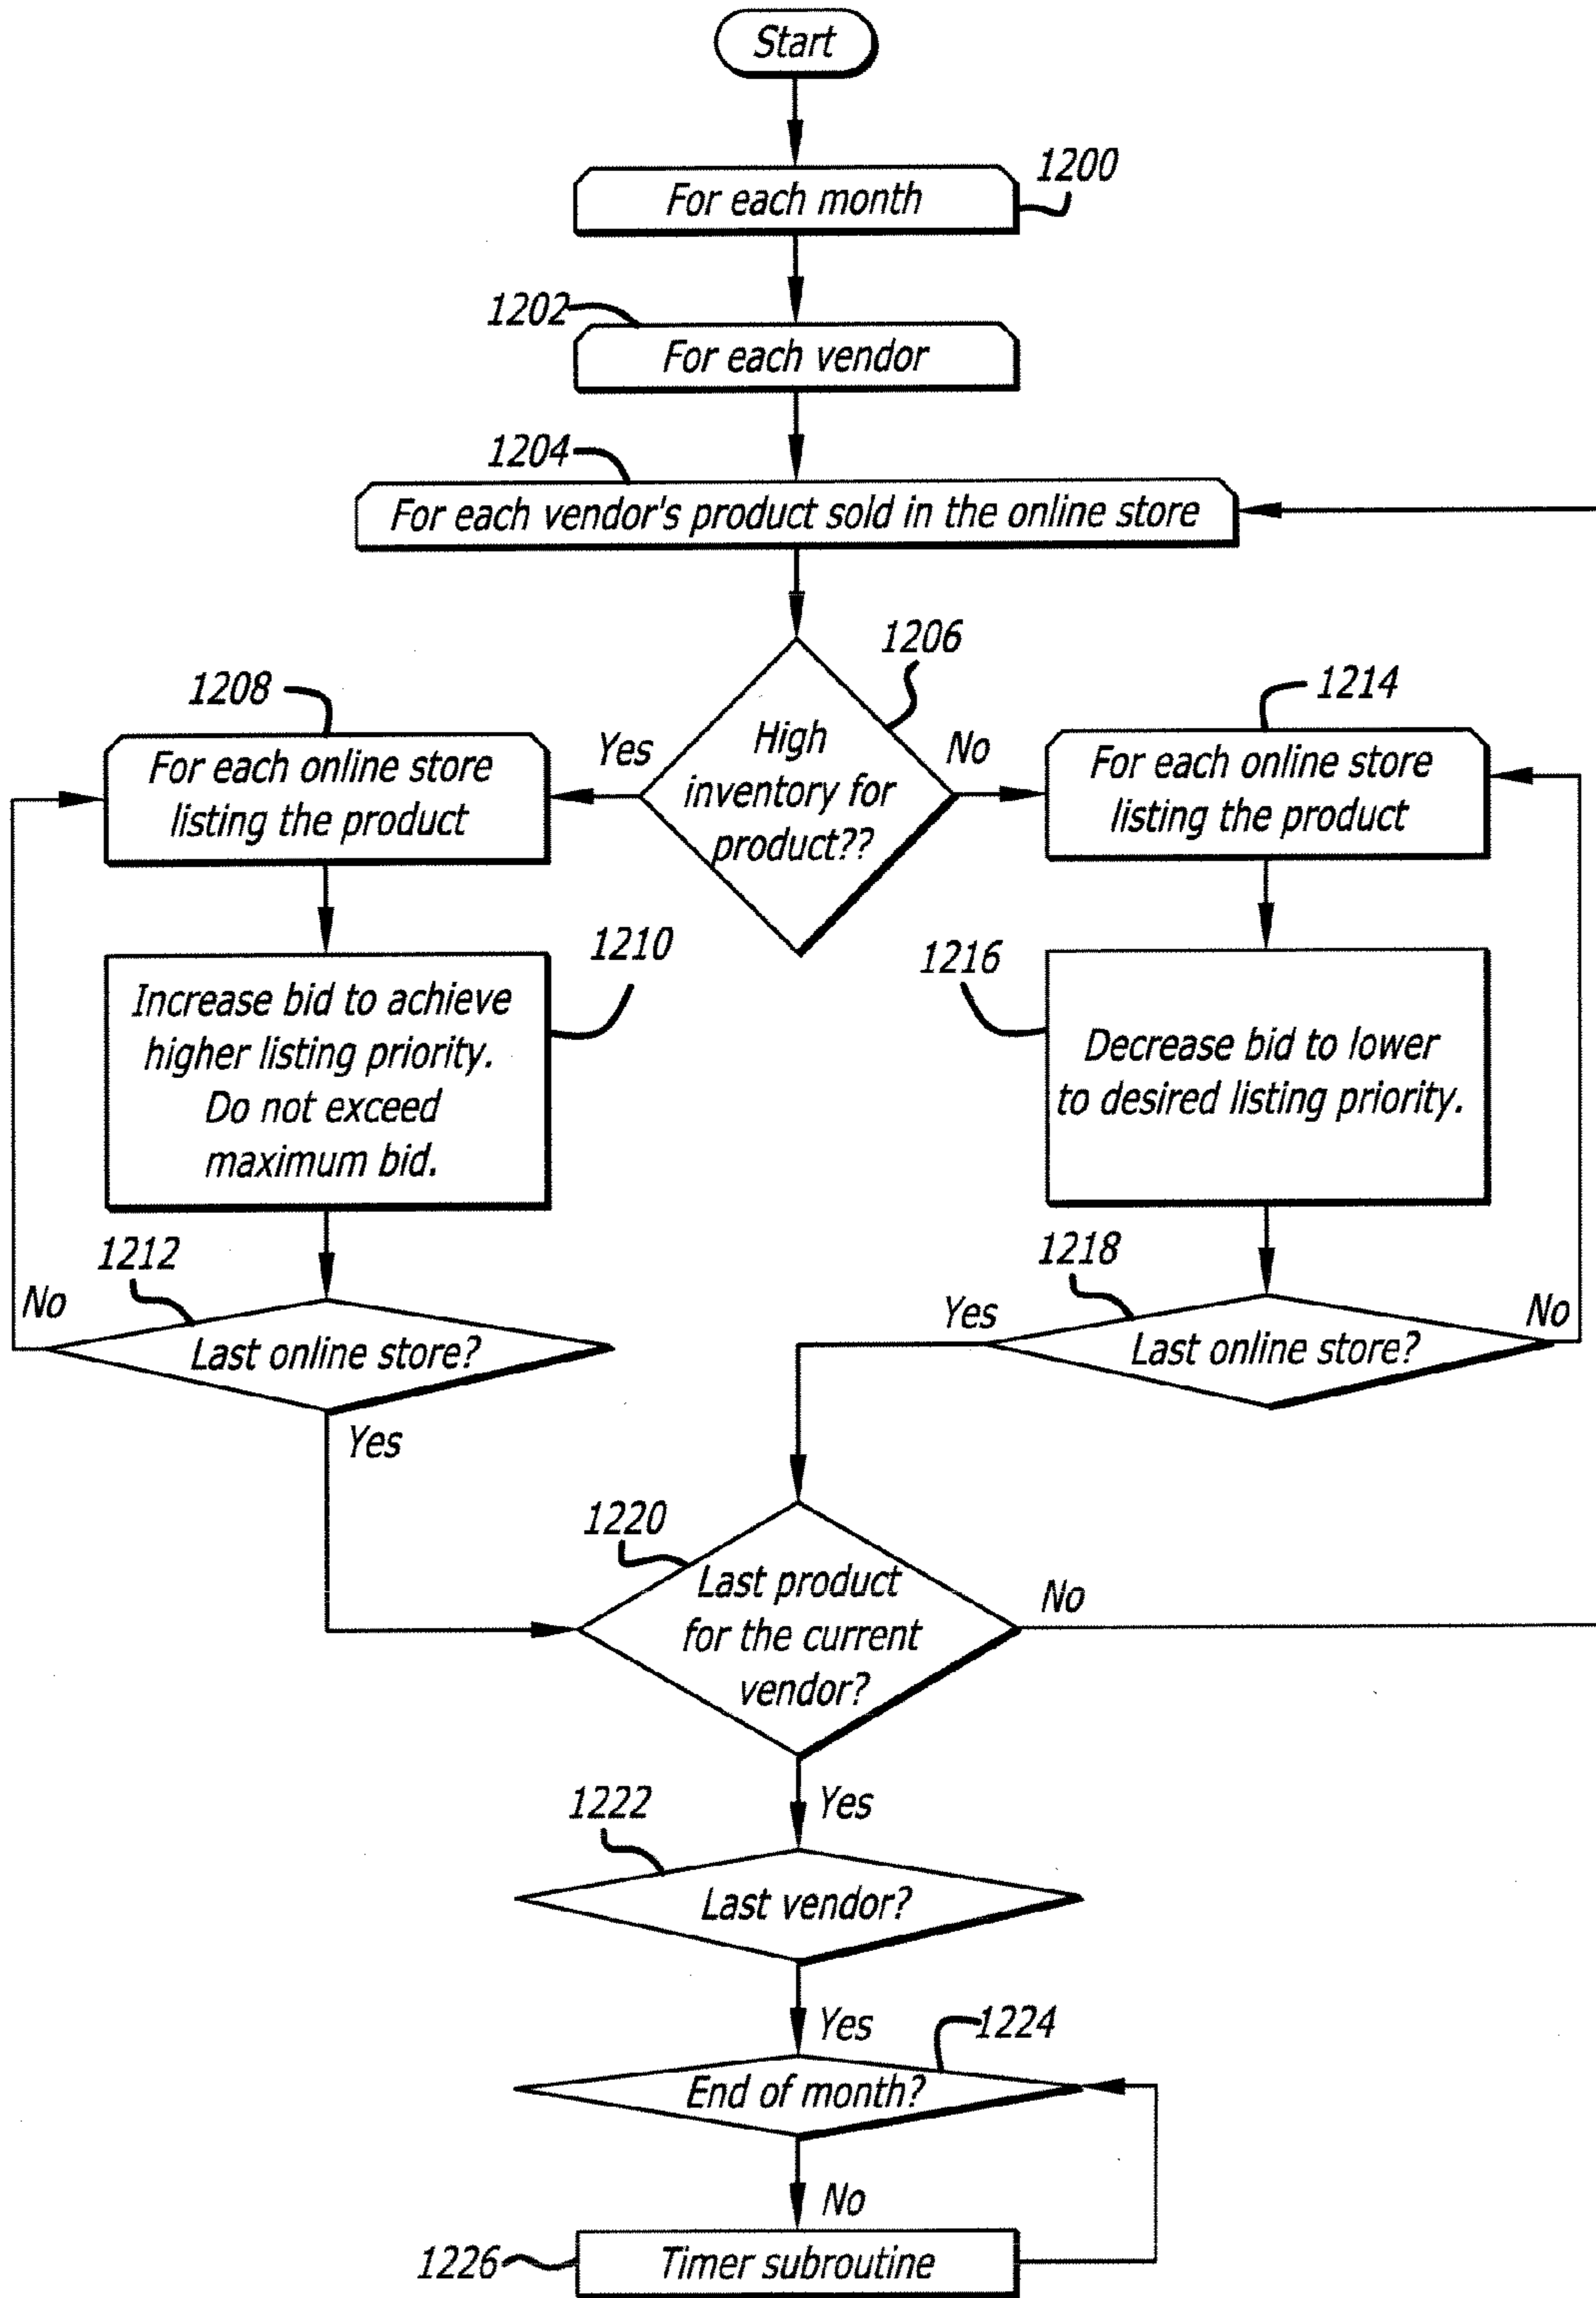 Start
1200
For each month
1202
For each vendor
1204
For each vendor's product sold in the online store
1206
1208
1214
High
inventory for
product??
Yes
No
For each online store
listing the product
For each online store
listing the product
1210
1216
Increase bid to achieve
higher listing priority.
Do not exceed
maximum bid.
Decrease bid to lower
to desired listing priority.
1212
1218
No
Last online store?
Yes
Yes
Last online store?
No
1220
Last product
for the current
vendor?
No
Yes
1222
Last vendor?
Yes
1224
End of month?
No
1226
Timer subroutine